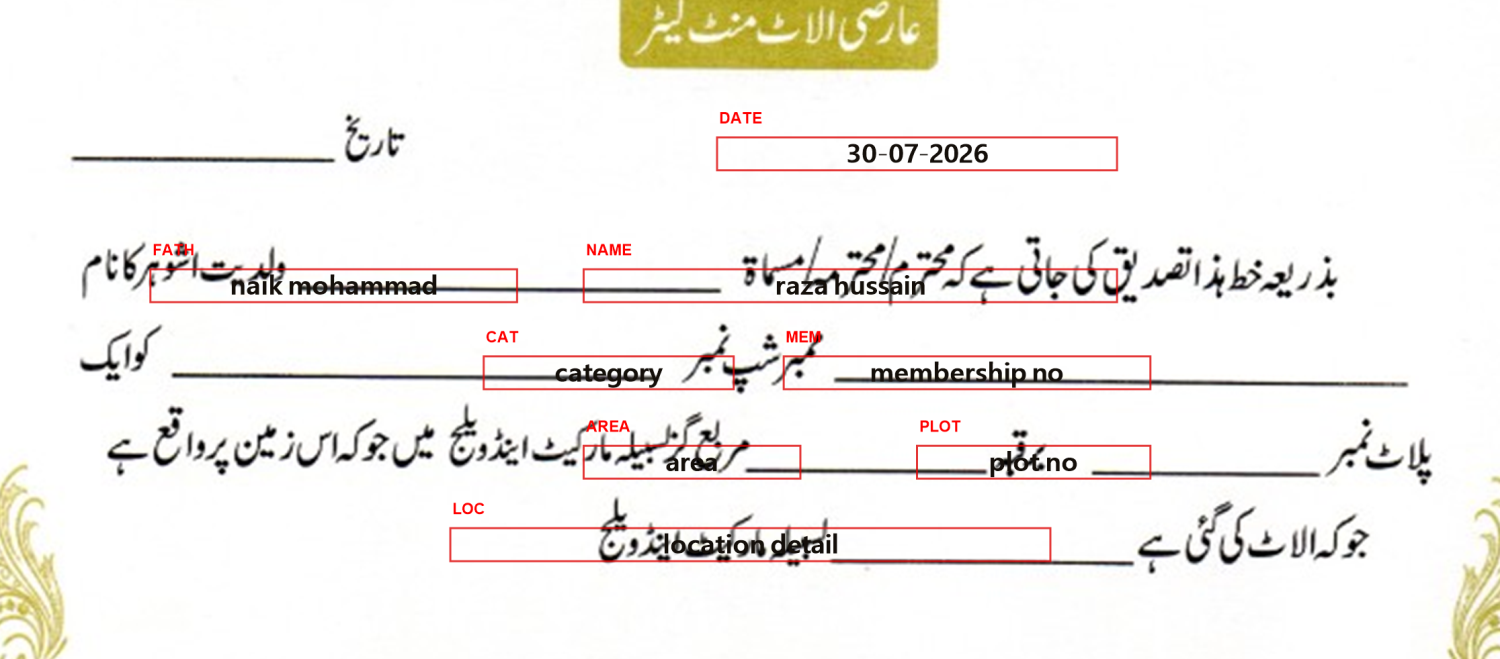 عارضی الاٹ منٹ لیٹر
DATE
تاریخ 30-07-2026
FATH NAME
بذریعہ خط ہذا تصدیق کی جاتی ہے کہ محترم/محترمہ/مسماۃ raza hussain ولدیت/شوہر کا نام naik mohammad
CAT MEM
membership no ممبر شپ نمبر category کو ایک
AREA PLOT
پلاٹ نمبر plot no برقبہ area مربع گز لسبیلہ مارکیٹ اینڈ ویلج میں جو کہ اس زمین پر واقع ہے
LOC
جو کہ الاٹ کی گئی ہے location detail لسبیلہ مارکیٹ اینڈ ویلج